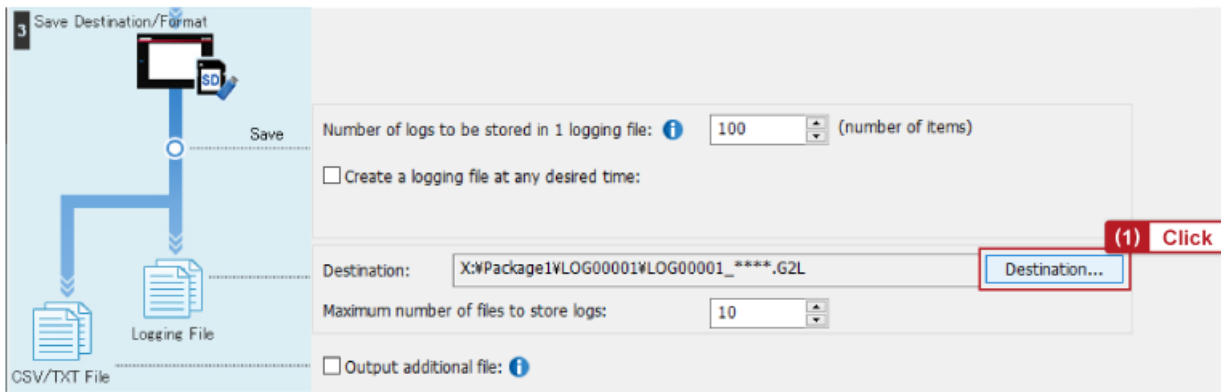 3 Save Destination/Format
SD
Save
Number of logs to be stored in 1 logging file: i 100 (number of items)
Create a logging file at any desired time:
(1) Click
Destination: X:¥Package1¥LOG00001¥LOG00001_****.G2L Destination...
Maximum number of files to store logs: 10
Logging File
Output additional file: i
CSV/TXT File